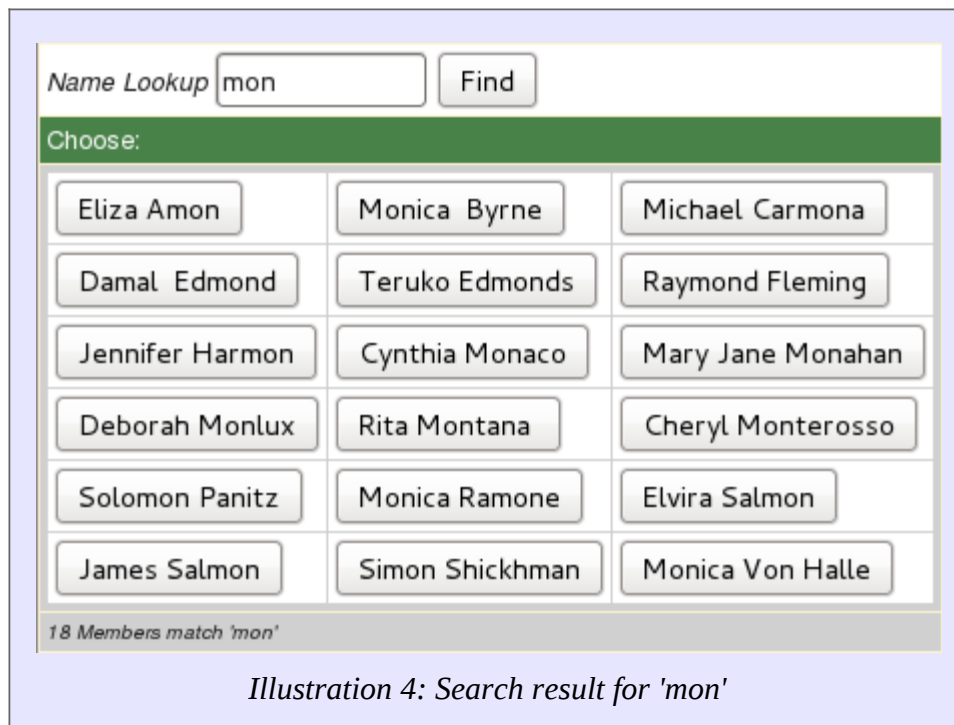 Name Lookup mon Find
Choose:
Eliza Amon Monica Byrne Michael Carmona
Damal Edmond Teruko Edmonds Raymond Fleming
Jennifer Harmon Cynthia Monaco Mary Jane Monahan
Deborah Monlux Rita Montana Cheryl Monterosso
Solomon Panitz Monica Ramone Elvira Salmon
James Salmon Simon Shickhman Monica Von Halle
18 Members match 'mon'
Illustration 4: Search result for 'mon'